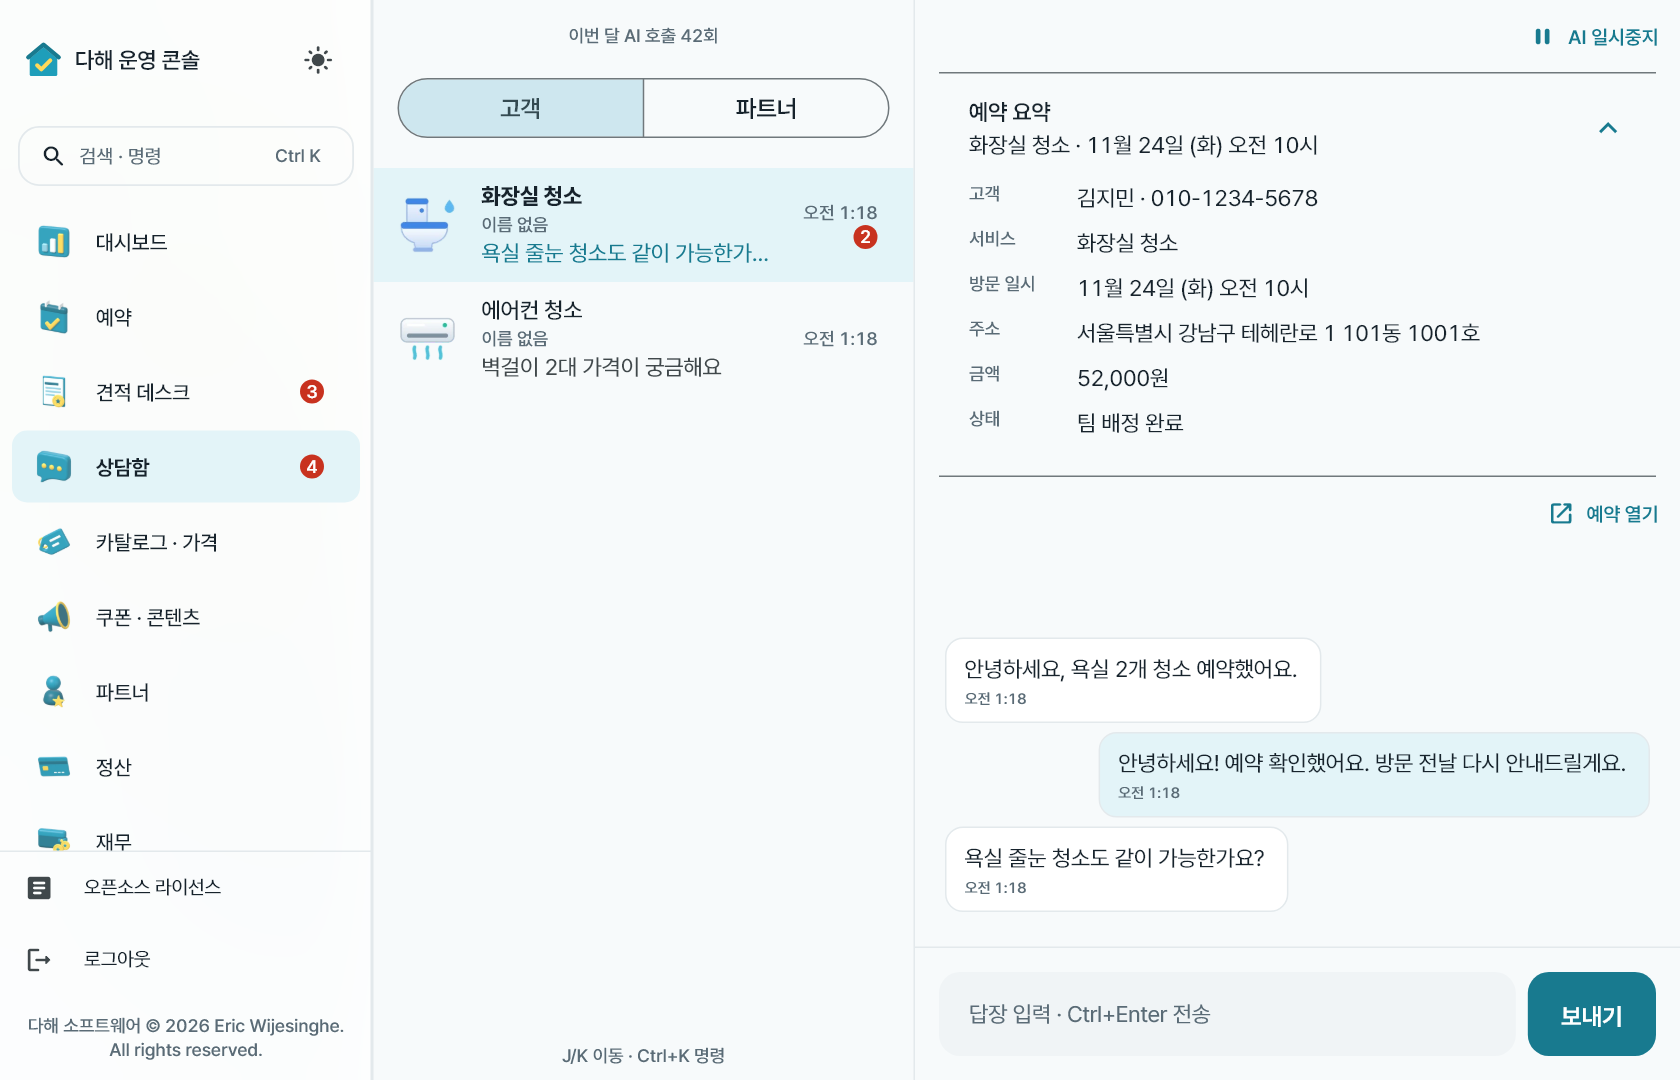 다해 운영 콘솔
검색 · 명령
Ctrl K
대시보드
예약
견적 데스크
3
상담함
4
카탈로그 · 가격
쿠폰 · 콘텐츠
파트너
정산
재무
오픈소스 라이선스
로그아웃
다해 소프트웨어 © 2026 Eric Wijesinghe.
All rights reserved.
이번 달 AI 호출 42회
고객
파트너
화장실 청소
이름 없음
욕실 줄눈 청소도 같이 가능한가...
오전 1:18
2
에어컨 청소
이름 없음
벽걸이 2대 가격이 궁금해요
오전 1:18
J/K 이동 · Ctrl+K 명령
AI 일시중지
예약 요약
화장실 청소 · 11월 24일 (화) 오전 10시
고객
김지민 · 010-1234-5678
서비스
화장실 청소
방문 일시
11월 24일 (화) 오전 10시
주소
서울특별시 강남구 테헤란로 1 101동 1001호
금액
52,000원
상태
팀 배정 완료
예약 열기
안녕하세요, 욕실 2개 청소 예약했어요.
오전 1:18
안녕하세요! 예약 확인했어요. 방문 전날 다시 안내드릴게요.
오전 1:18
욕실 줄눈 청소도 같이 가능한가요?
오전 1:18
답장 입력 · Ctrl+Enter 전송
보내기